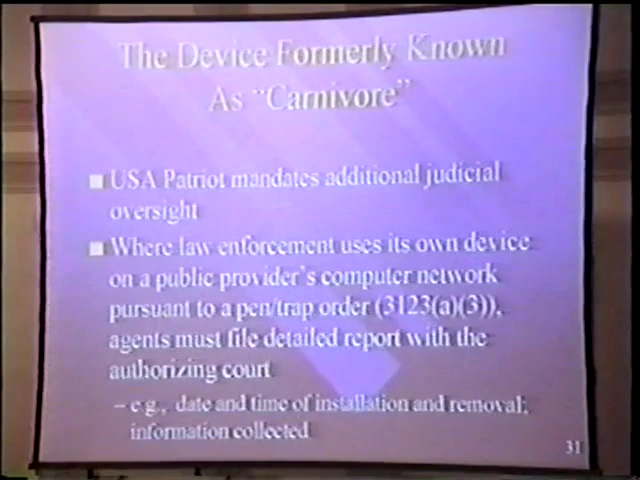 The Device Formerly Known
As "Carnivore"
■ USA Patriot mandates additional judicial
oversight
■ Where law enforcement uses its own device
on a public provider's computer network
pursuant to a pen/trap order (3123(a)(3)),
agents must file detailed report with the
authorizing court
– e.g., date and time of installation and removal;
information collected
31